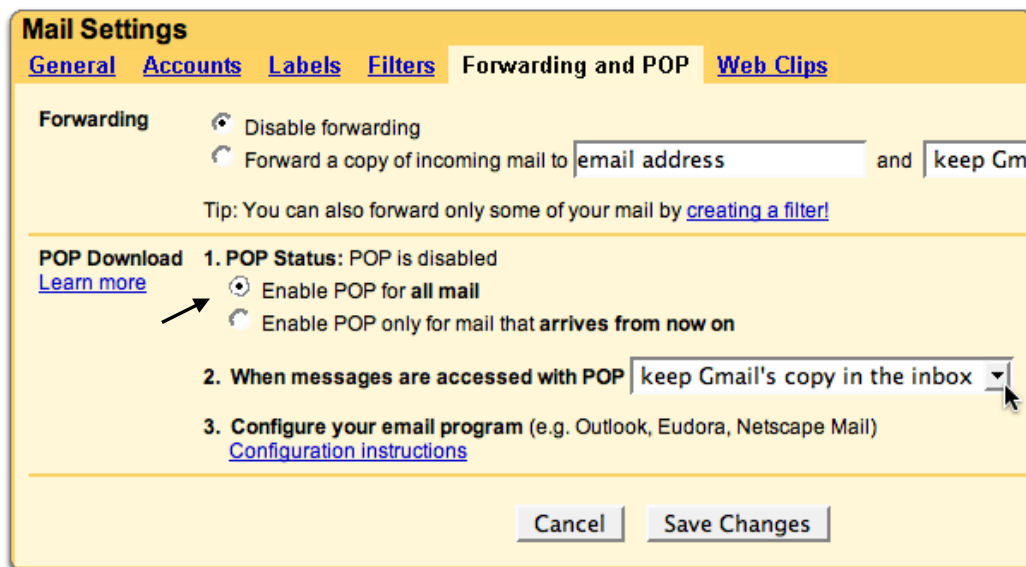 Mail Settings
General Accounts Labels Filters Forwarding and POP Web Clips
Forwarding Disable forwarding
Forward a copy of incoming mail to email address and keep Gm
Tip: You can also forward only some of your mail by creating a filter!
POP Download 1. POP Status: POP is disabled
Learn more Enable POP for all mail
Enable POP only for mail that arrives from now on
2. When messages are accessed with POP keep Gmail's copy in the inbox
3. Configure your email program (e.g. Outlook, Eudora, Netscape Mail)
Configuration instructions
Cancel Save Changes